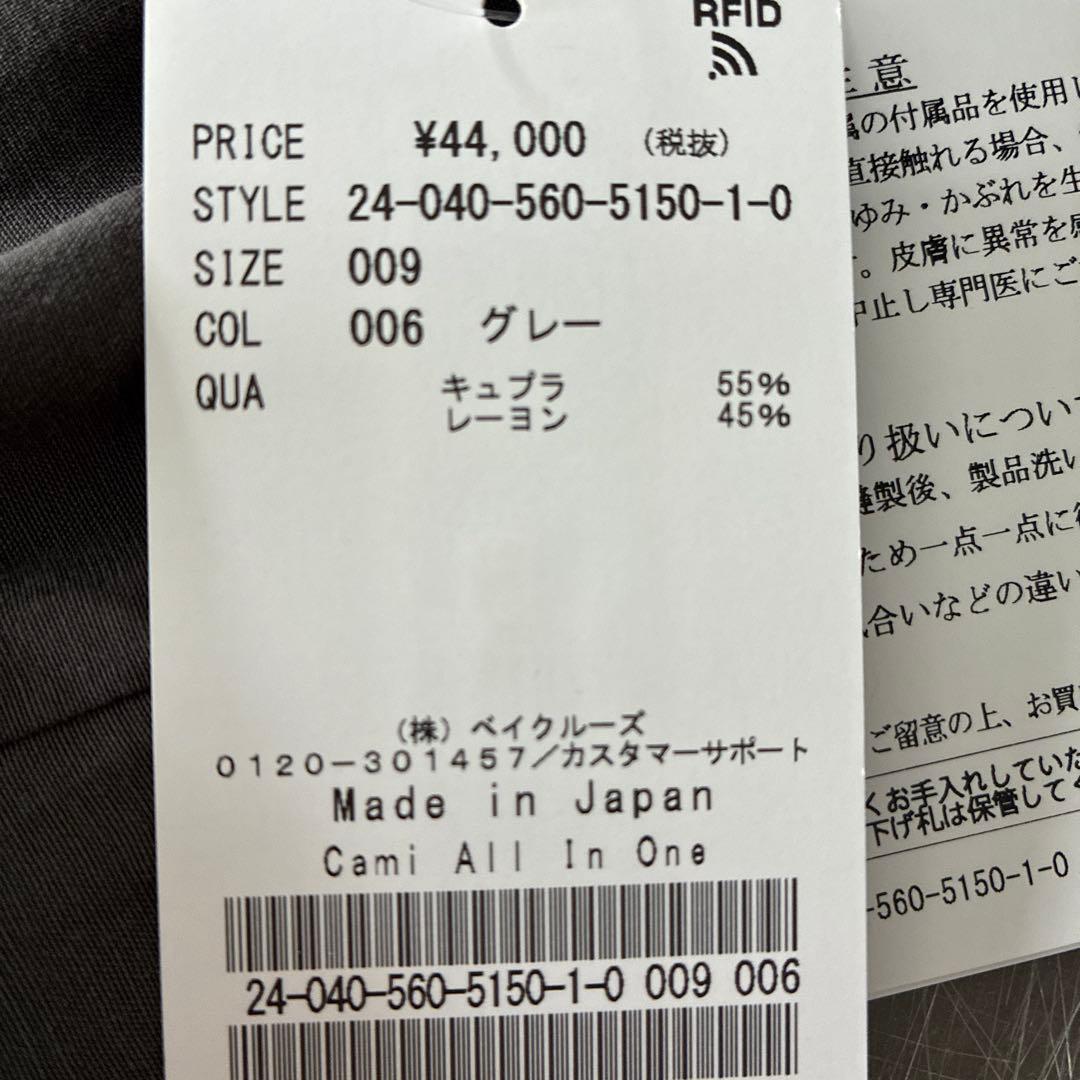 RFID
PRICE ¥44,000 (税抜)
STYLE 24-040-560-5150-1-0
SIZE 009
COL 006 グレー
QUA キュプラ 55%
レーヨン 45%
(株) ベイクルーズ
0120-301457/カスタマーサポート
Made in Japan
Cami All In One
24-040-560-5150-1-0 009 006
意
の付属品を使用し
直接触れる場合、
ゆみ・かぶれを生
。皮膚に異常を
止し専門医にご
り扱いについ
縫製後、製品洗い
ため一点一点に
合いなどの違い
ご留意の上、お買
くお手入れしていた
下げ札は保管して
-560-5150-1-0